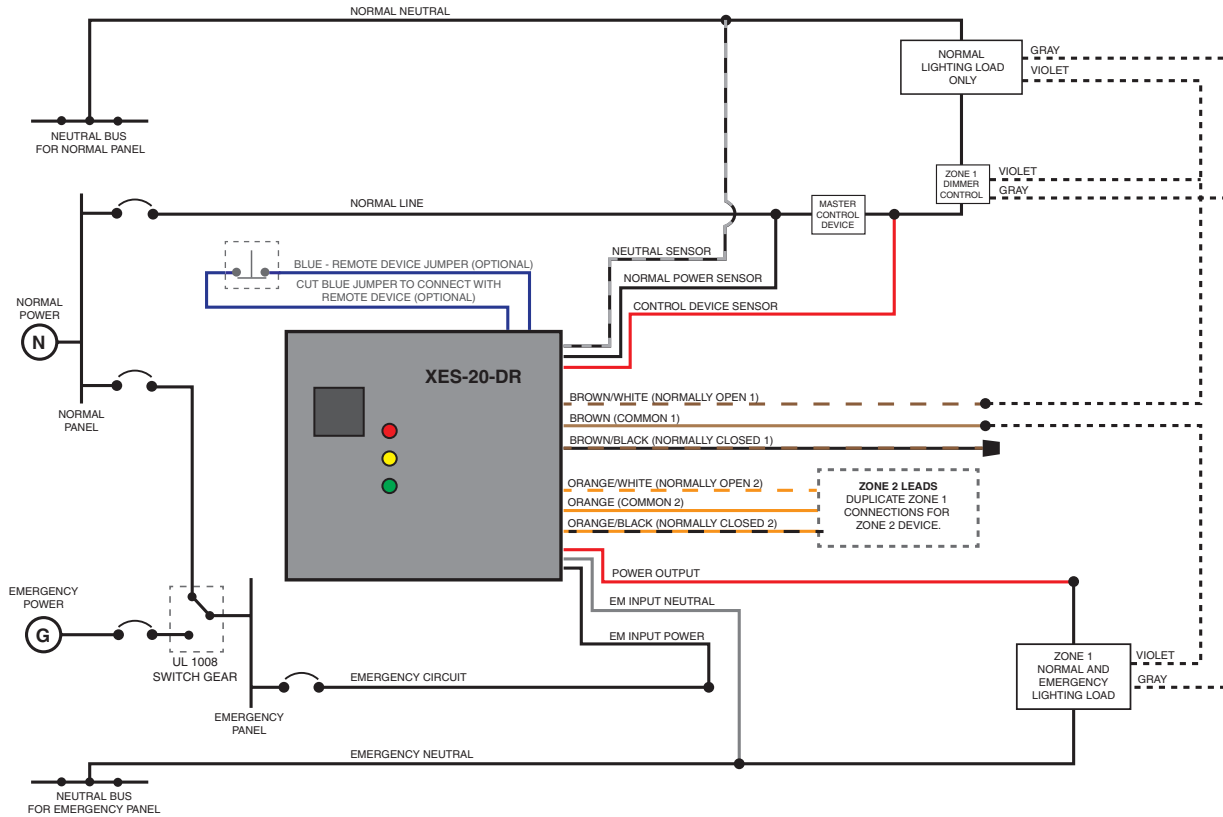 NORMAL NEUTRAL
NORMAL
LIGHTING LOAD
ONLY
GRAY
VIOLET
NEUTRAL BUS
FOR NORMAL PANEL
ZONE 1
DIMMER
CONTROL
VIOLET
GRAY
NORMAL LINE
MASTER
CONTROL
DEVICE
NEUTRAL SENSOR
BLUE - REMOTE DEVICE JUMPER (OPTIONAL)
NORMAL POWER SENSOR
CUT BLUE JUMPER TO CONNECT WITH
REMOTE DEVICE (OPTIONAL)
CONTROL DEVICE SENSOR
NORMAL
POWER
N
XES-20-DR
NORMAL
PANEL
BROWN/WHITE (NORMALLY OPEN 1)
BROWN (COMMON 1)
BROWN/BLACK (NORMALLY CLOSED 1)
ORANGE/WHITE (NORMALLY OPEN 2)
ORANGE (COMMON 2)
ORANGE/BLACK (NORMALLY CLOSED 2)
ZONE 2 LEADS
DUPLICATE ZONE 1
CONNECTIONS FOR
ZONE 2 DEVICE.
POWER OUTPUT
EM INPUT NEUTRAL
EM INPUT POWER
EMERGENCY
POWER
G
UL 1008
SWITCH GEAR
EMERGENCY CIRCUIT
EMERGENCY
PANEL
ZONE 1
NORMAL AND
EMERGENCY
LIGHTING LOAD
VIOLET
GRAY
EMERGENCY NEUTRAL
NEUTRAL BUS
FOR EMERGENCY PANEL